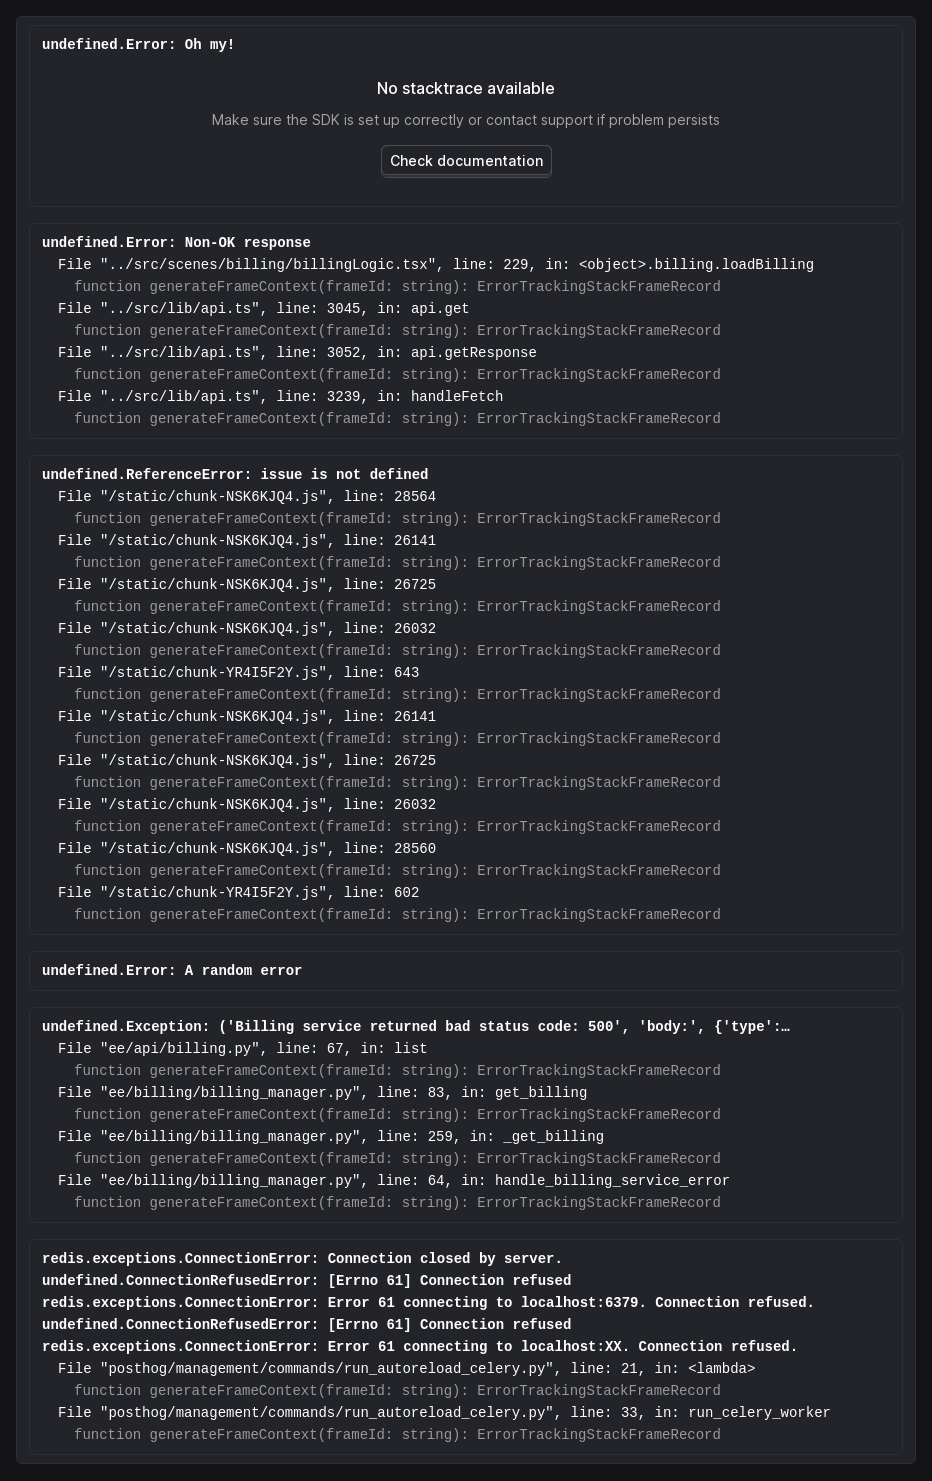 undefined.Error: Oh my!
No stacktrace available
Make sure the SDK is set up correctly or contact support if problem persists
Check documentation
undefined.Error: Non-OK response
File "../src/scenes/billing/billingLogic.tsx", line: 229, in: <object>.billing.loadBilling
function generateFrameContext(frameId: string): ErrorTrackingStackFrameRecord
File "../src/lib/api.ts", line: 3045, in: api.get
function generateFrameContext(frameId: string): ErrorTrackingStackFrameRecord
File "../src/lib/api.ts", line: 3052, in: api.getResponse
function generateFrameContext(frameId: string): ErrorTrackingStackFrameRecord
File "../src/lib/api.ts", line: 3239, in: handleFetch
function generateFrameContext(frameId: string): ErrorTrackingStackFrameRecord
undefined.ReferenceError: issue is not defined
File "/static/chunk-NSK6KJQ4.js", line: 28564
function generateFrameContext(frameId: string): ErrorTrackingStackFrameRecord
File "/static/chunk-NSK6KJQ4.js", line: 26141
function generateFrameContext(frameId: string): ErrorTrackingStackFrameRecord
File "/static/chunk-NSK6KJQ4.js", line: 26725
function generateFrameContext(frameId: string): ErrorTrackingStackFrameRecord
File "/static/chunk-NSK6KJQ4.js", line: 26032
function generateFrameContext(frameId: string): ErrorTrackingStackFrameRecord
File "/static/chunk-YR4I5F2Y.js", line: 643
function generateFrameContext(frameId: string): ErrorTrackingStackFrameRecord
File "/static/chunk-NSK6KJQ4.js", line: 26141
function generateFrameContext(frameId: string): ErrorTrackingStackFrameRecord
File "/static/chunk-NSK6KJQ4.js", line: 26725
function generateFrameContext(frameId: string): ErrorTrackingStackFrameRecord
File "/static/chunk-NSK6KJQ4.js", line: 26032
function generateFrameContext(frameId: string): ErrorTrackingStackFrameRecord
File "/static/chunk-NSK6KJQ4.js", line: 28560
function generateFrameContext(frameId: string): ErrorTrackingStackFrameRecord
File "/static/chunk-YR4I5F2Y.js", line: 602
function generateFrameContext(frameId: string): ErrorTrackingStackFrameRecord
undefined.Error: A random error
undefined.Exception: ('Billing service returned bad status code: 500', 'body:', {'type':…
File "ee/api/billing.py", line: 67, in: list
function generateFrameContext(frameId: string): ErrorTrackingStackFrameRecord
File "ee/billing/billing_manager.py", line: 83, in: get_billing
function generateFrameContext(frameId: string): ErrorTrackingStackFrameRecord
File "ee/billing/billing_manager.py", line: 259, in: _get_billing
function generateFrameContext(frameId: string): ErrorTrackingStackFrameRecord
File "ee/billing/billing_manager.py", line: 64, in: handle_billing_service_error
function generateFrameContext(frameId: string): ErrorTrackingStackFrameRecord
redis.exceptions.ConnectionError: Connection closed by server.
undefined.ConnectionRefusedError: [Errno 61] Connection refused
redis.exceptions.ConnectionError: Error 61 connecting to localhost:6379. Connection refused.
undefined.ConnectionRefusedError: [Errno 61] Connection refused
redis.exceptions.ConnectionError: Error 61 connecting to localhost:XX. Connection refused.
File "posthog/management/commands/run_autoreload_celery.py", line: 21, in: <lambda>
function generateFrameContext(frameId: string): ErrorTrackingStackFrameRecord
File "posthog/management/commands/run_autoreload_celery.py", line: 33, in: run_celery_worker
function generateFrameContext(frameId: string): ErrorTrackingStackFrameRecord